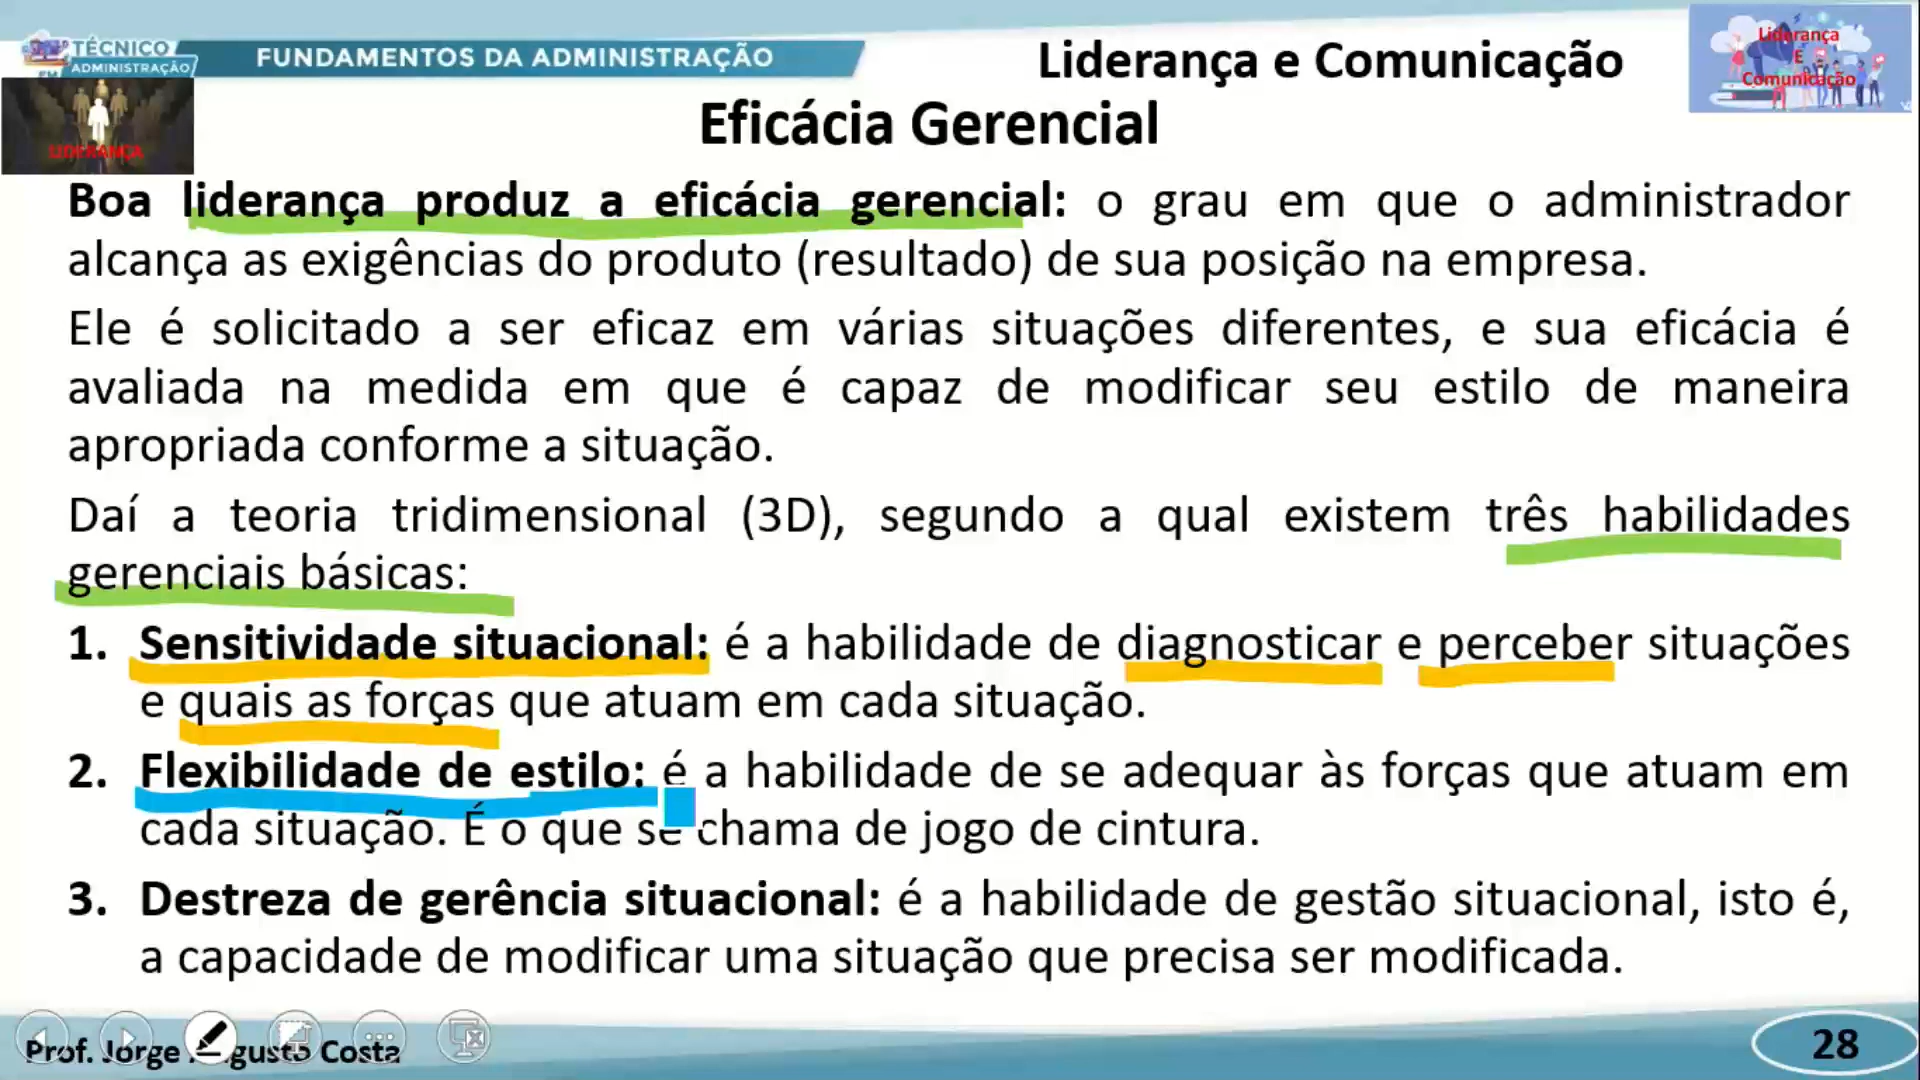 TÉCNICO
EM ADMINISTRAÇÃO
FUNDAMENTOS DA ADMINISTRAÇÃO
Liderança e Comunicação
Liderança
E
Comunicação
LIDERANÇA
Eficácia Gerencial
Boa liderança produz a eficácia gerencial: o grau em que o administrador
alcança as exigências do produto (resultado) de sua posição na empresa.
Ele é solicitado a ser eficaz em várias situações diferentes, e sua eficácia é
avaliada na medida em que é capaz de modificar seu estilo de maneira
apropriada conforme a situação.
Daí a teoria tridimensional (3D), segundo a qual existem três habilidades
gerenciais básicas:
1. Sensitividade situacional: é a habilidade de diagnosticar e perceber situações
e quais as forças que atuam em cada situação.
2. Flexibilidade de estilo: é a habilidade de se adequar às forças que atuam em
cada situação. É o que se chama de jogo de cintura.
3. Destreza de gerência situacional: é a habilidade de gestão situacional, isto é,
a capacidade de modificar uma situação que precisa ser modificada.
Prof. Jorge Augusto Costa
28